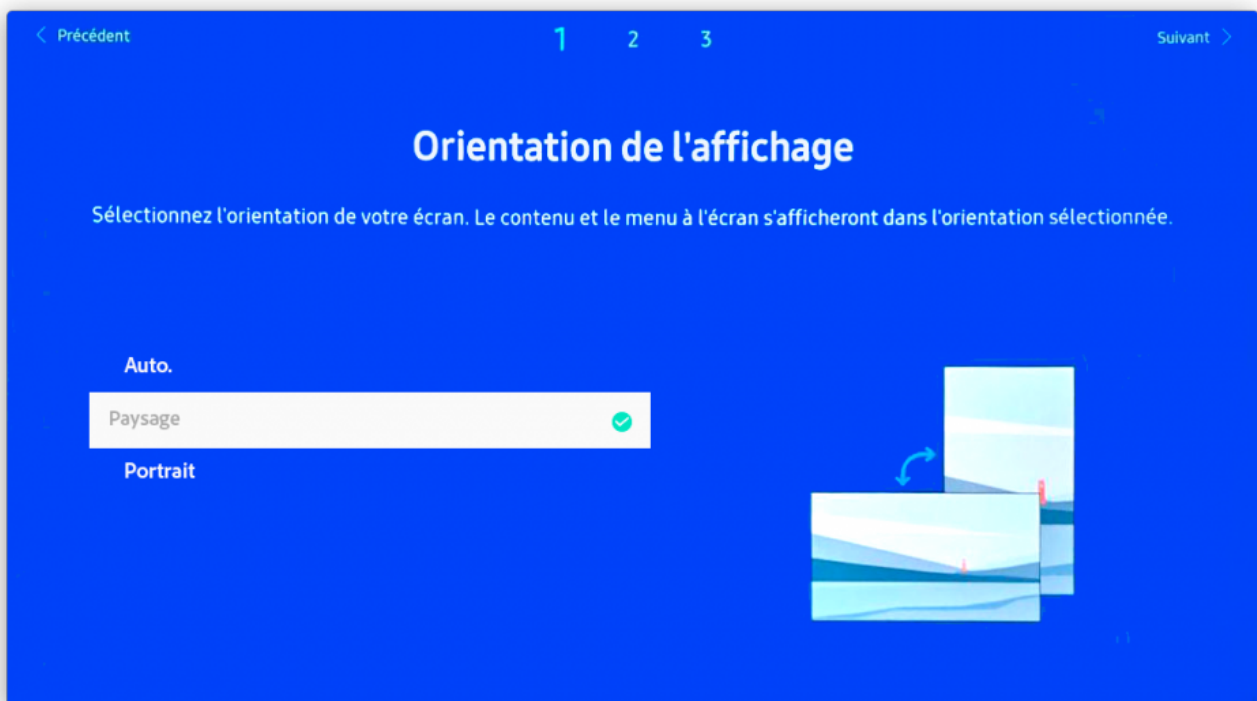 Précédent
1 2 3
Suivant
Orientation de l'affichage
Sélectionnez l'orientation de votre écran. Le contenu et le menu à l'écran s'afficheront dans l'orientation sélectionnée.
Auto.
Paysage
Portrait